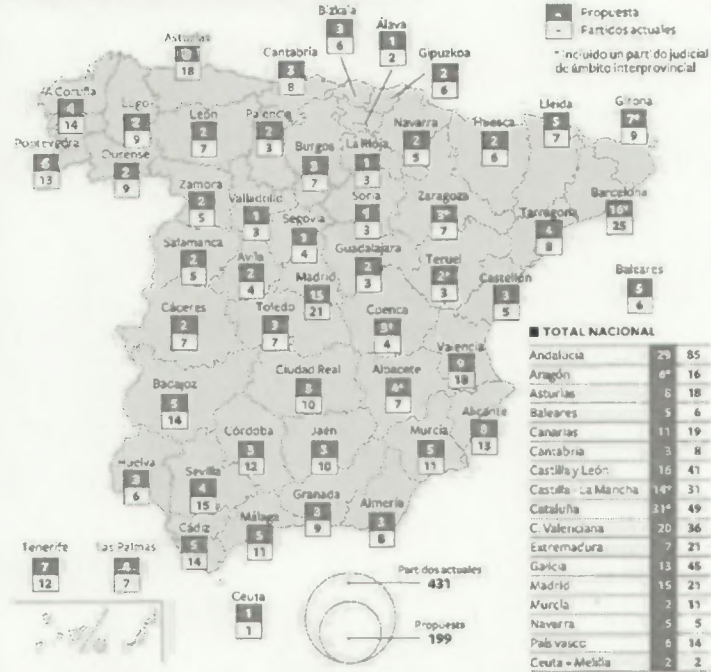 Propuesta
Partidos actuales
* Incluido un partido judicial
de ámbito interprovincial
Bizkaia
3
6
Álava
1
2
Gipuzkoa
2
6
Asturias
18
Cantabria
3
8
A Coruña
4
14
Lugo
9
León
2
7
Palencia
2
3
Burgos
3
7
La Rioja
1
3
Navarra
2
5
Huesca
2
6
Lleida
5
7
Girona
7*
9
Pontevedra
13
Ourense
2
9
Zamora
2
5
Valladolid
1
3
Soria
1
3
Zaragoza
3*
7
Barcelona
16*
25
Tarragona
4
8
Segovia
4
Salamanca
2
5
Ávila
2
4
Guadalajara
2
3
Teruel
2*
3
Castellón
3
5
Baleares
5
6
Madrid
15
21
Cáceres
2
7
Toledo
3
7
Cuenca
3*
4
Valencia
9
18
Badajoz
5
14
Ciudad Real
10
Albacete
4*
7
Alicante
8
13
Córdoba
3
12
Jaén
3
10
Murcia
5
11
Huelva
3
6
Sevilla
4
15
Granada
3
9
Almería
3
8
Cádiz
5
14
Málaga
5
11
Tenerife
7
12
Las Palmas
4
7
Ceuta
1
1
Partidos actuales
431
Propuesta
199
■ TOTAL NACIONAL
Andalucía 29 85
Aragón 6* 16
Asturias 8 18
Baleares 5 6
Canarias 11 19
Cantabria 3 8
Castilla y León 16 41
Castilla - La Mancha 14* 31
Cataluña 31* 49
C. Valenciana 20 36
Extremadura 7 21
Galicia 13 45
Madrid 15 21
Murcia 2 11
Navarra 5 5
País vasco 6 14
Ceuta + Melilla 2 2